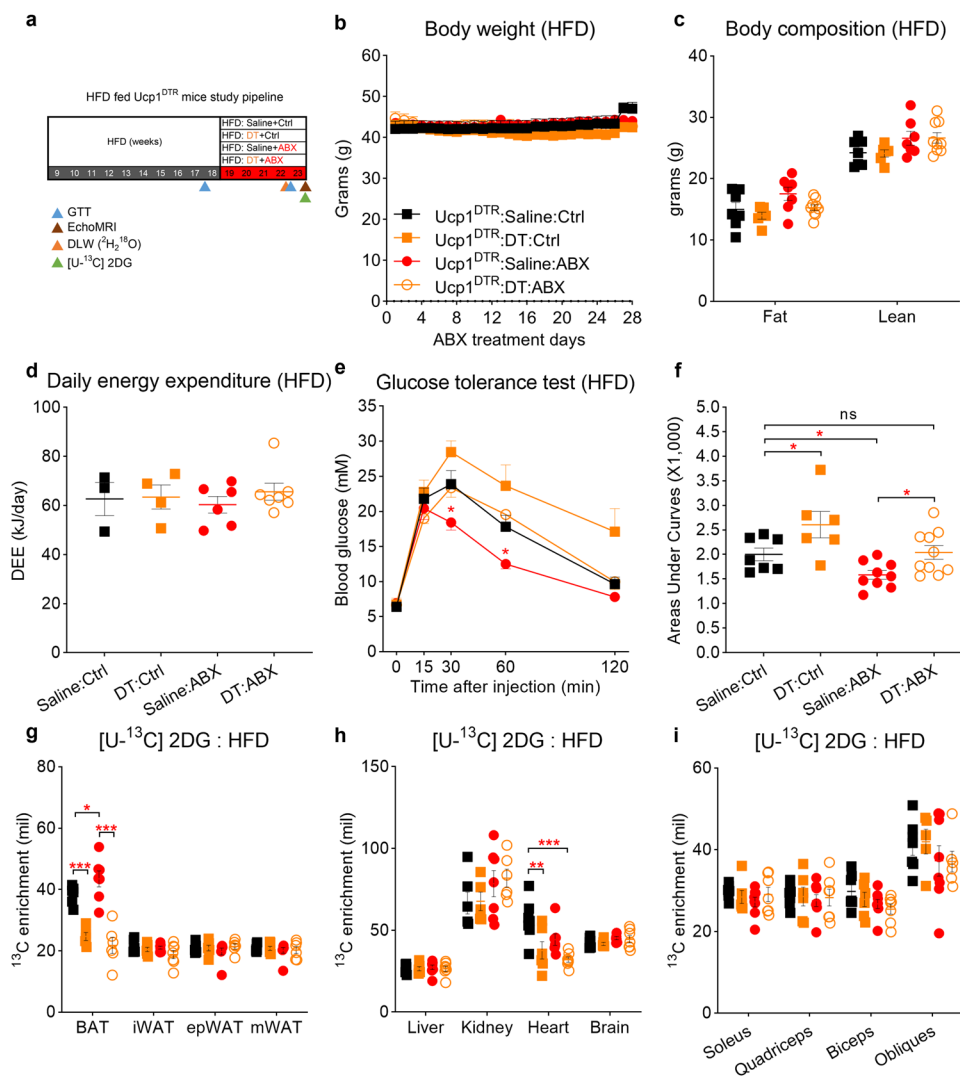 a
HFD fed Ucp1^DTR mice study pipeline
HFD (weeks)
HFD: Saline+Ctrl
HFD: DT+Ctrl
HFD: Saline+ABX
HFD: DT+ABX
9 10 11 12 13 14 15 16 17 18 19 20 21 22 23
GTT
EchoMRI
DLW (²H₂¹⁸O)
[U-¹³C] 2DG
b
Body weight (HFD)
Grams (g)
60
50
40
30
20
10
0
Ucp1^DTR:Saline:Ctrl
Ucp1^DTR:DT:Ctrl
Ucp1^DTR:Saline:ABX
Ucp1^DTR:DT:ABX
0 4 8 12 16 20 24 28
ABX treatment days
c
Body composition (HFD)
grams (g)
40
30
20
10
0
Fat Lean
d
Daily energy expenditure (HFD)
DEE (kJ/day)
100
80
60
40
20
0
Saline:Ctrl DT:Ctrl Saline:ABX DT:ABX
e
Glucose tolerance test (HFD)
Blood glucose (mM)
35
30
25
20
15
10
5
0
*
*
0 15 30 60 120
Time after injection (min)
f
Areas Under Curves (X1,000)
5.0
4.5
4.0
3.5
3.0
2.5
2.0
1.5
1.0
0.5
0.0
ns
*
*
*
Saline:Ctrl DT:Ctrl Saline:ABX DT:ABX
g
[U-¹³C] 2DG : HFD
¹³C enrichment (mil)
80
60
40
20
0
*
***
***
BAT iWAT epWAT mWAT
h
[U-¹³C] 2DG : HFD
¹³C enrichment (mil)
150
100
50
0
***
**
Liver Kidney Heart Brain
i
[U-¹³C] 2DG : HFD
¹³C enrichment (mil)
60
40
20
0
Soleus Quadriceps Biceps Obliques